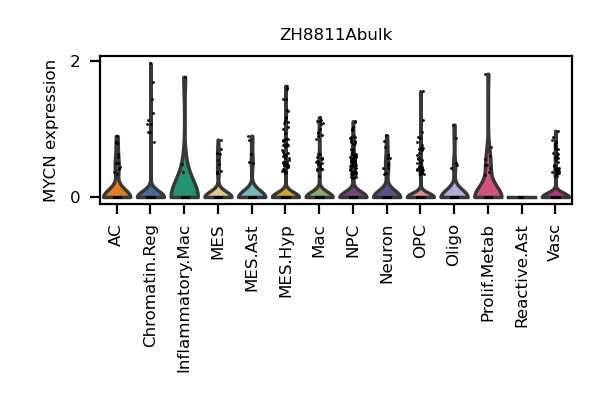 ZH8811Abulk
MYCN expression
2
0
AC
Chromatin.Reg
Inflammatory.Mac
MES
MES.Ast
MES.Hyp
Mac
NPC
Neuron
OPC
Oligo
Prolif.Metab
Reactive.Ast
Vasc